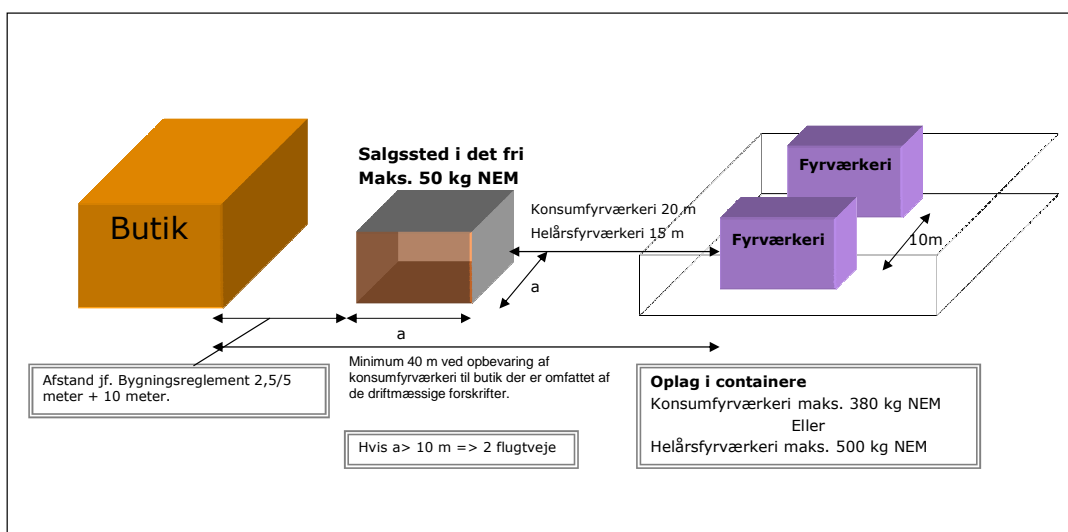 Butik
Salgssted i det fri
Maks. 50 kg NEM
Konsumfyrværkeri 20 m
Helårsfyrværkeri 15 m
Fyrværkeri
Fyrværkeri
10m
a
a
Afstand jf. Bygningsreglement 2,5/5
meter + 10 meter.
Minimum 40 m ved opbevaring af
konsumfyrværkeri til butik der er omfattet af
de driftmæssige forskrifter.
Hvis a> 10 m => 2 flugtveje
Oplag i containere
Konsumfyrværkeri maks. 380 kg NEM
Eller
Helårsfyrværkeri maks. 500 kg NEM